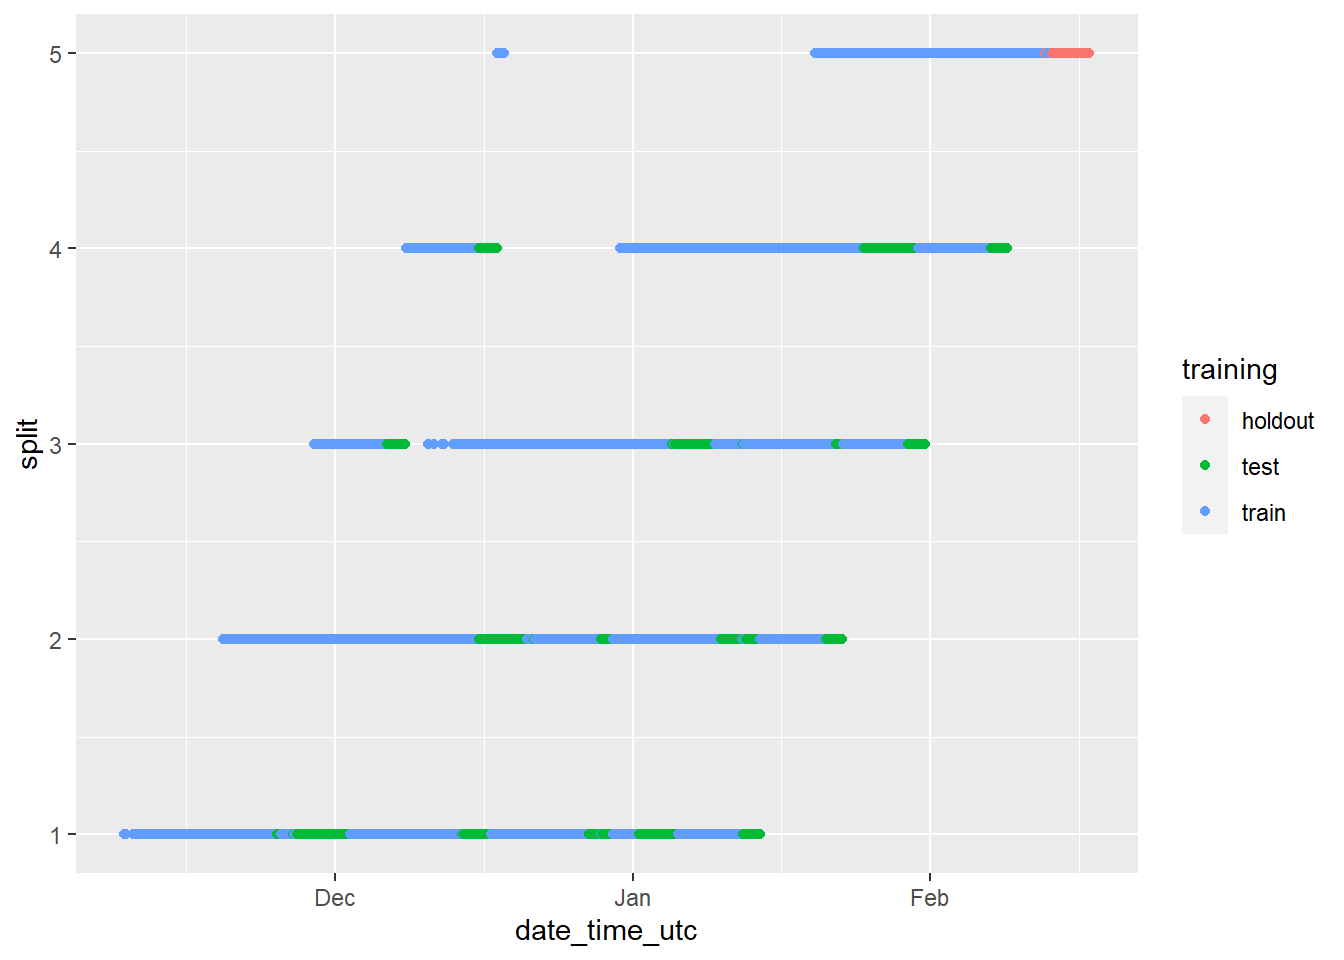 5
4
3
2
1
split
Dec
Jan
Feb
date_time_utc
training
holdout
test
train